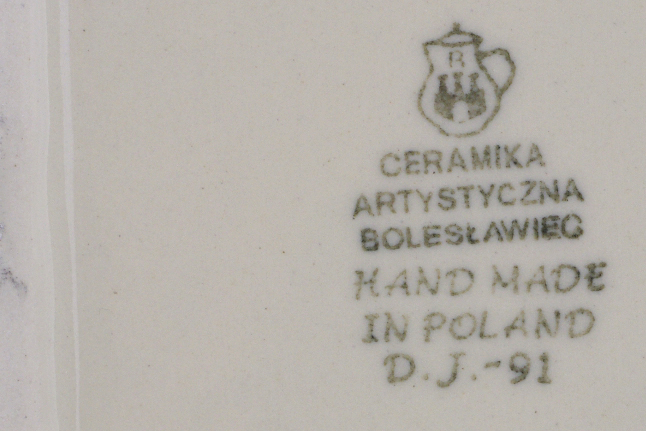 B
CERAMIKA
ARTYSTYCZNA
BOLESŁAWIEC
HAND MADE
IN POLAND
D.J.-91